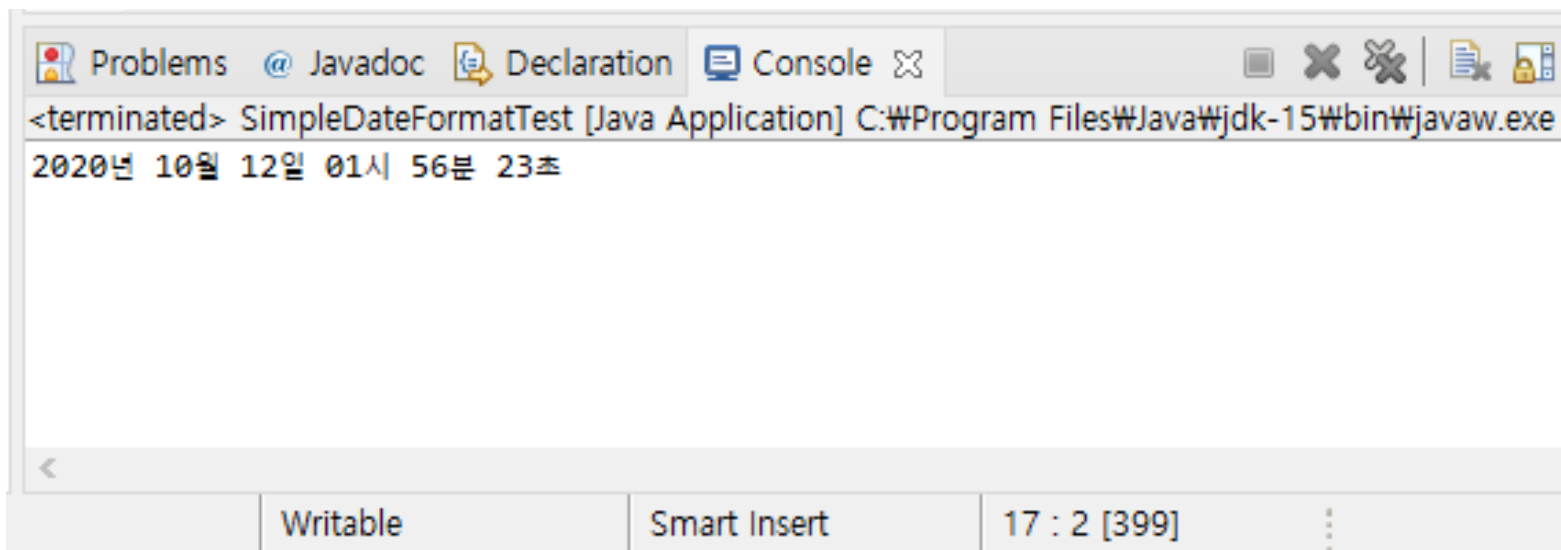 Problems @ Javadoc Declaration Console
<terminated> SimpleDateFormatTest [Java Application] C:₩Program Files₩Java₩jdk-15₩bin₩javaw.exe
2020년 10월 12일 01시 56분 23초
Writable Smart Insert 17 : 2 [399]